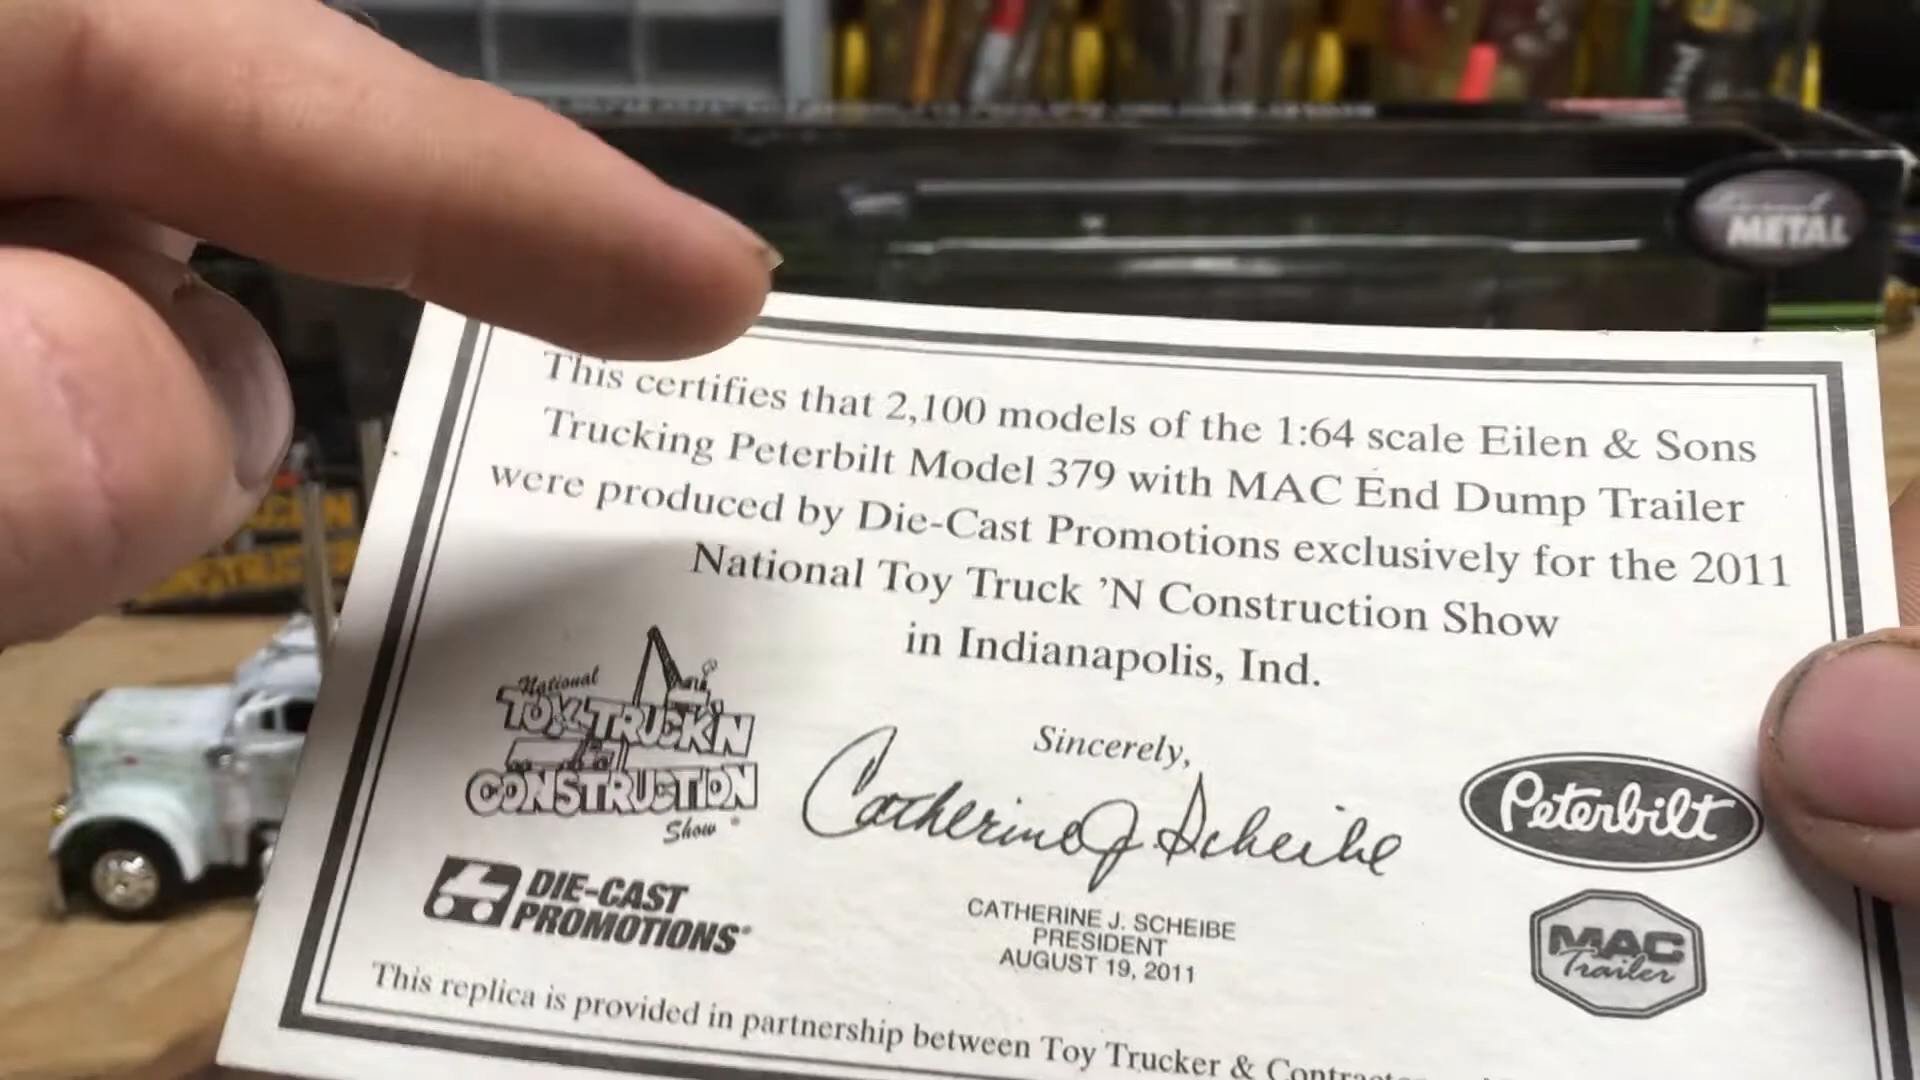 METAL
This certifies that 2,100 models of the 1:64 scale Eilen & Sons
Trucking Peterbilt Model 379 with MAC End Dump Trailer
were produced by Die-Cast Promotions exclusively for the 2011
National Toy Truck ’N Construction Show
in Indianapolis, Ind.
National
TOY TRUCK'N
CONSTRUCTION
Show
Sincerely,
Catherine J Scheibe
Peterbilt
DIE-CAST
PROMOTIONS®
CATHERINE J. SCHEIBE
PRESIDENT
AUGUST 19, 2011
MAC
Trailer
This replica is provided in partnership between Toy Trucker &